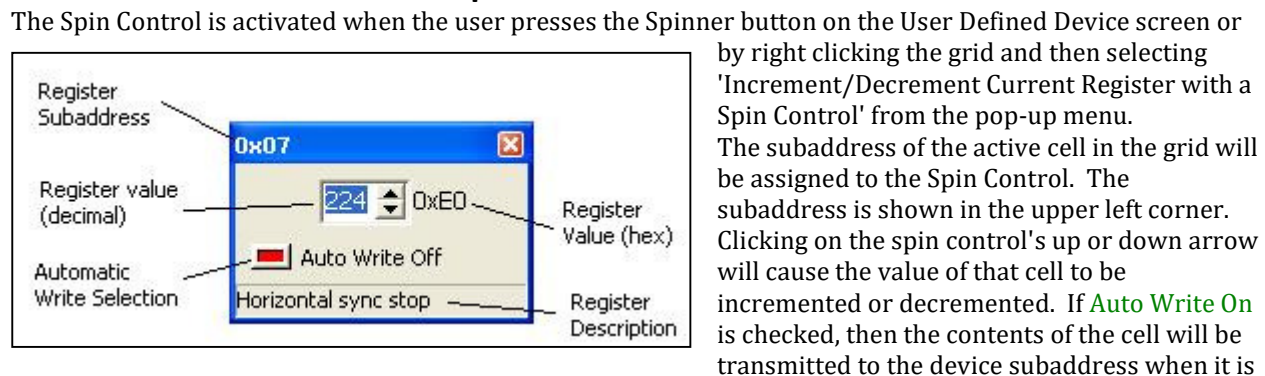 The Spin Control is activated when the user presses the Spinner button on the User Defined Device screen or
by right clicking the grid and then selecting
'Increment/Decrement Current Register with a
Spin Control' from the pop-up menu.
The subaddress of the active cell in the grid will
be assigned to the Spin Control.  The
subaddress is shown in the upper left corner.
Clicking on the spin control's up or down arrow
will cause the value of that cell to be
incremented or decremented.  If Auto Write On
is checked, then the contents of the cell will be
transmitted to the device subaddress when it is
Register
Subaddress
0x07
Register value
(decimal)
224
0xE0
Register
Value (hex)
Auto Write Off
Automatic
Write Selection
Horizontal sync stop
Register
Description